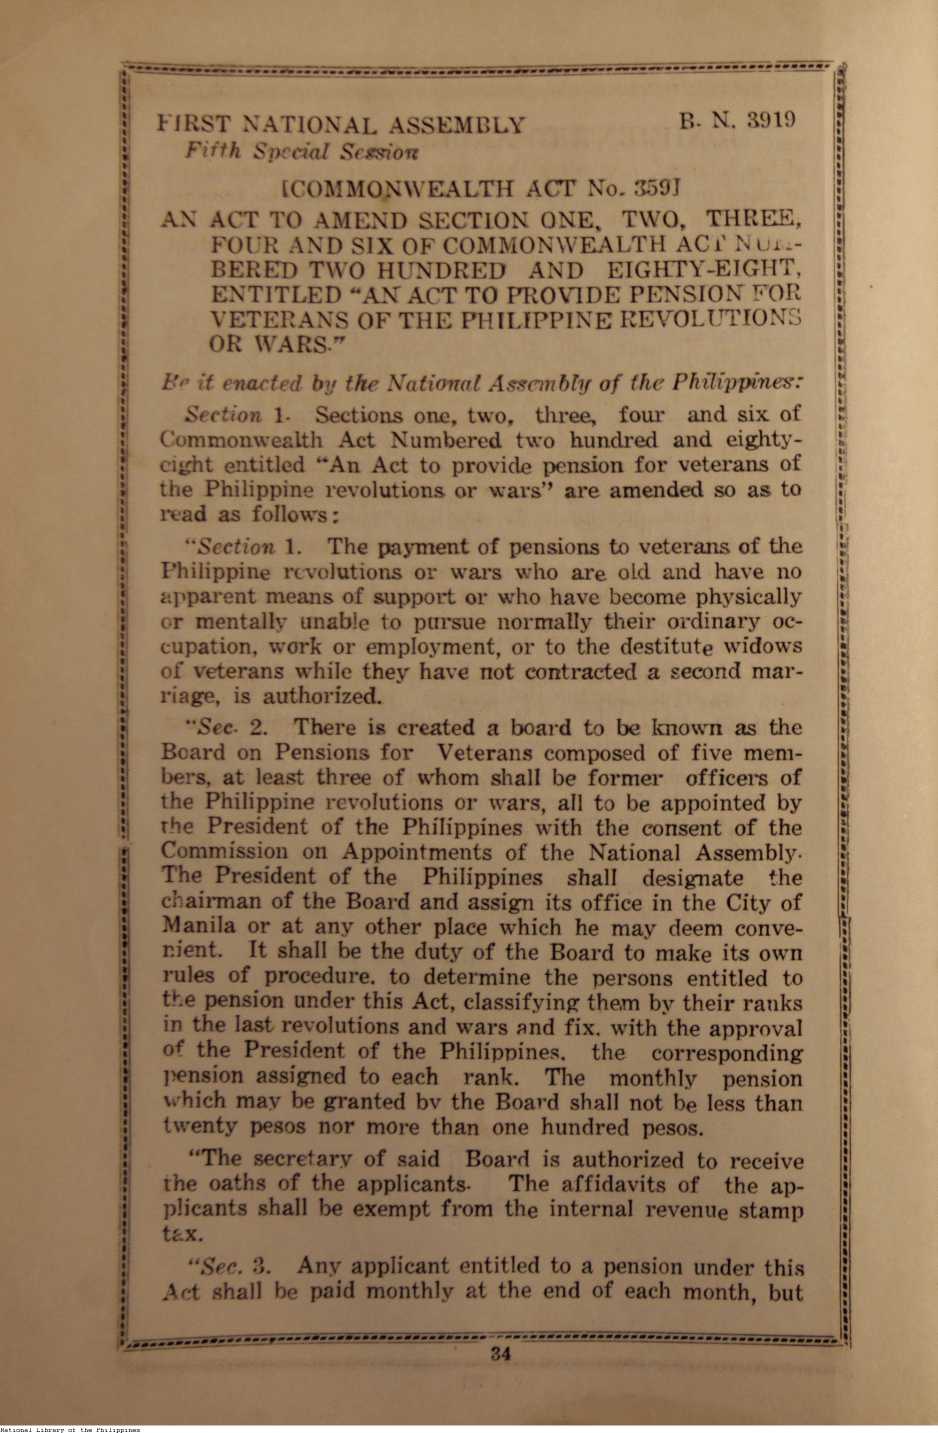 FIRST NATIONAL ASSEMBLY B. N. 3919
Fifth Special Session
[COMMONWEALTH ACT No. 359]
AN ACT TO AMEND SECTION ONE, TWO, THREE,
FOUR AND SIX OF COMMONWEALTH ACT NUM-
BERED TWO HUNDRED AND EIGHTY-EIGHT,
ENTITLED "AN ACT TO PROVIDE PENSION FOR
VETERANS OF THE PHILIPPINE REVOLUTIONS
OR WARS."
Be it enacted by the National Assembly of the Philippines:
Section 1. Sections one, two, three, four and six of
Commonwealth Act Numbered two hundred and eighty-
eight entitled "An Act to provide pension for veterans of
the Philippine revolutions or wars" are amended so as to
read as follows:
"Section 1. The payment of pensions to veterans of the
Philippine revolutions or wars who are old and have no
apparent means of support or who have become physically
or mentally unable to pursue normally their ordinary oc-
cupation, work or employment, or to the destitute widows
of veterans while they have not contracted a second mar-
riage, is authorized.
"Sec. 2. There is created a board to be known as the
Board on Pensions for Veterans composed of five mem-
bers, at least three of whom shall be former officers of
the Philippine revolutions or wars, all to be appointed by
the President of the Philippines with the consent of the
Commission on Appointments of the National Assembly.
The President of the Philippines shall designate the
chairman of the Board and assign its office in the City of
Manila or at any other place which he may deem conve-
nient. It shall be the duty of the Board to make its own
rules of procedure. to determine the persons entitled to
the pension under this Act, classifying them by their ranks
in the last revolutions and wars and fix. with the approval
of the President of the Philippines. the corresponding
pension assigned to each rank. The monthly pension
which may be granted by the Board shall not be less than
twenty pesos nor more than one hundred pesos.
"The secretary of said Board is authorized to receive
the oaths of the applicants. The affidavits of the ap-
plicants shall be exempt from the internal revenue stamp
tax.
"Sec. 3. Any applicant entitled to a pension under this
Act shall be paid monthly at the end of each month, but
34
National Library of the Philippines